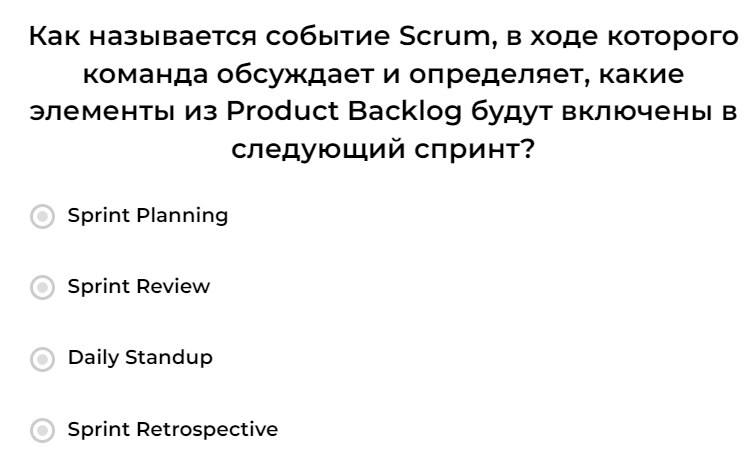 Как называется событие Scrum, в ходе которого
команда обсуждает и определяет, какие
элементы из Product Backlog будут включены в
следующий спринт?
Sprint Planning
Sprint Review
Daily Standup
Sprint Retrospective